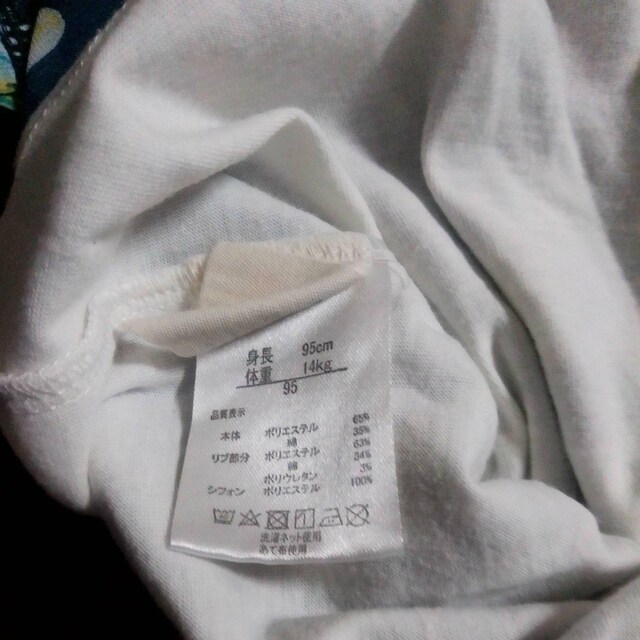 身長 95cm
体重 14kg
95
品質表示
本体 ポリエステル 65%
綿 35%
リブ部分 ポリエステル 63%
綿 34%
ポリウレタン 3%
シフォン ポリエステル 100%
洗濯ネット使用
あて布使用